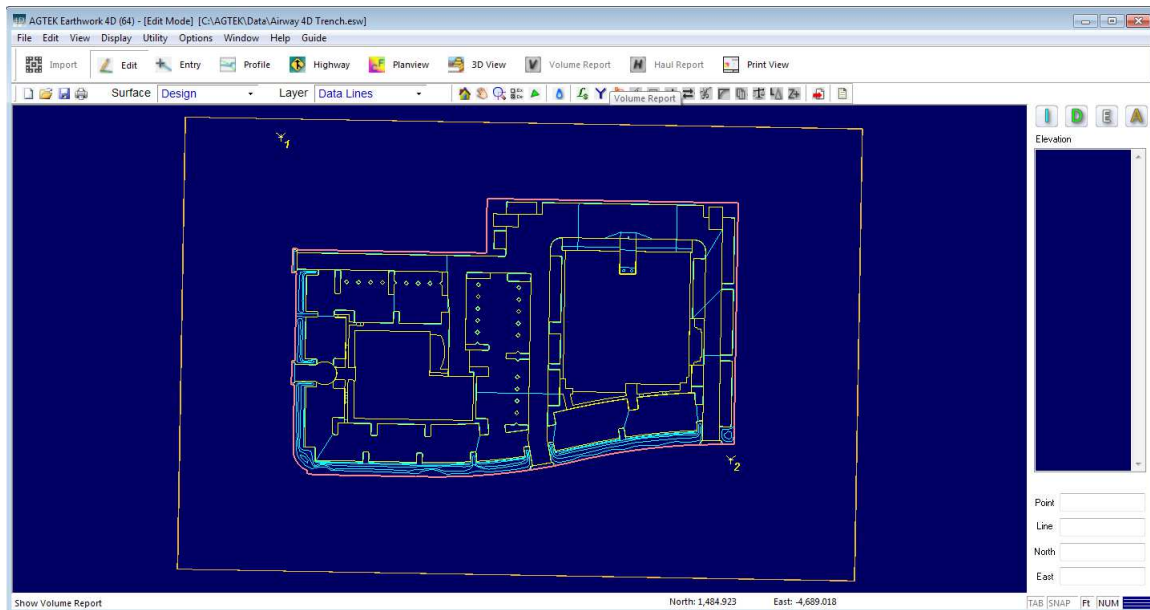 AGTEK Earthwork 4D (64) - [Edit Mode]  [C:\AGTEK\Data\Airway 4D Trench.esw]
File Edit View Display Utility Options Window Help Guide
Import Edit Entry Profile Highway Planview 3D View Volume Report Haul Report Print View
Surface Design Layer Data Lines
Volume Report
I D E A
Elevation
1
2
Point
Line
North
East
Show Volume Report North: 1,484.923 East: -4,689.018 TAB SNAP Ft NUM